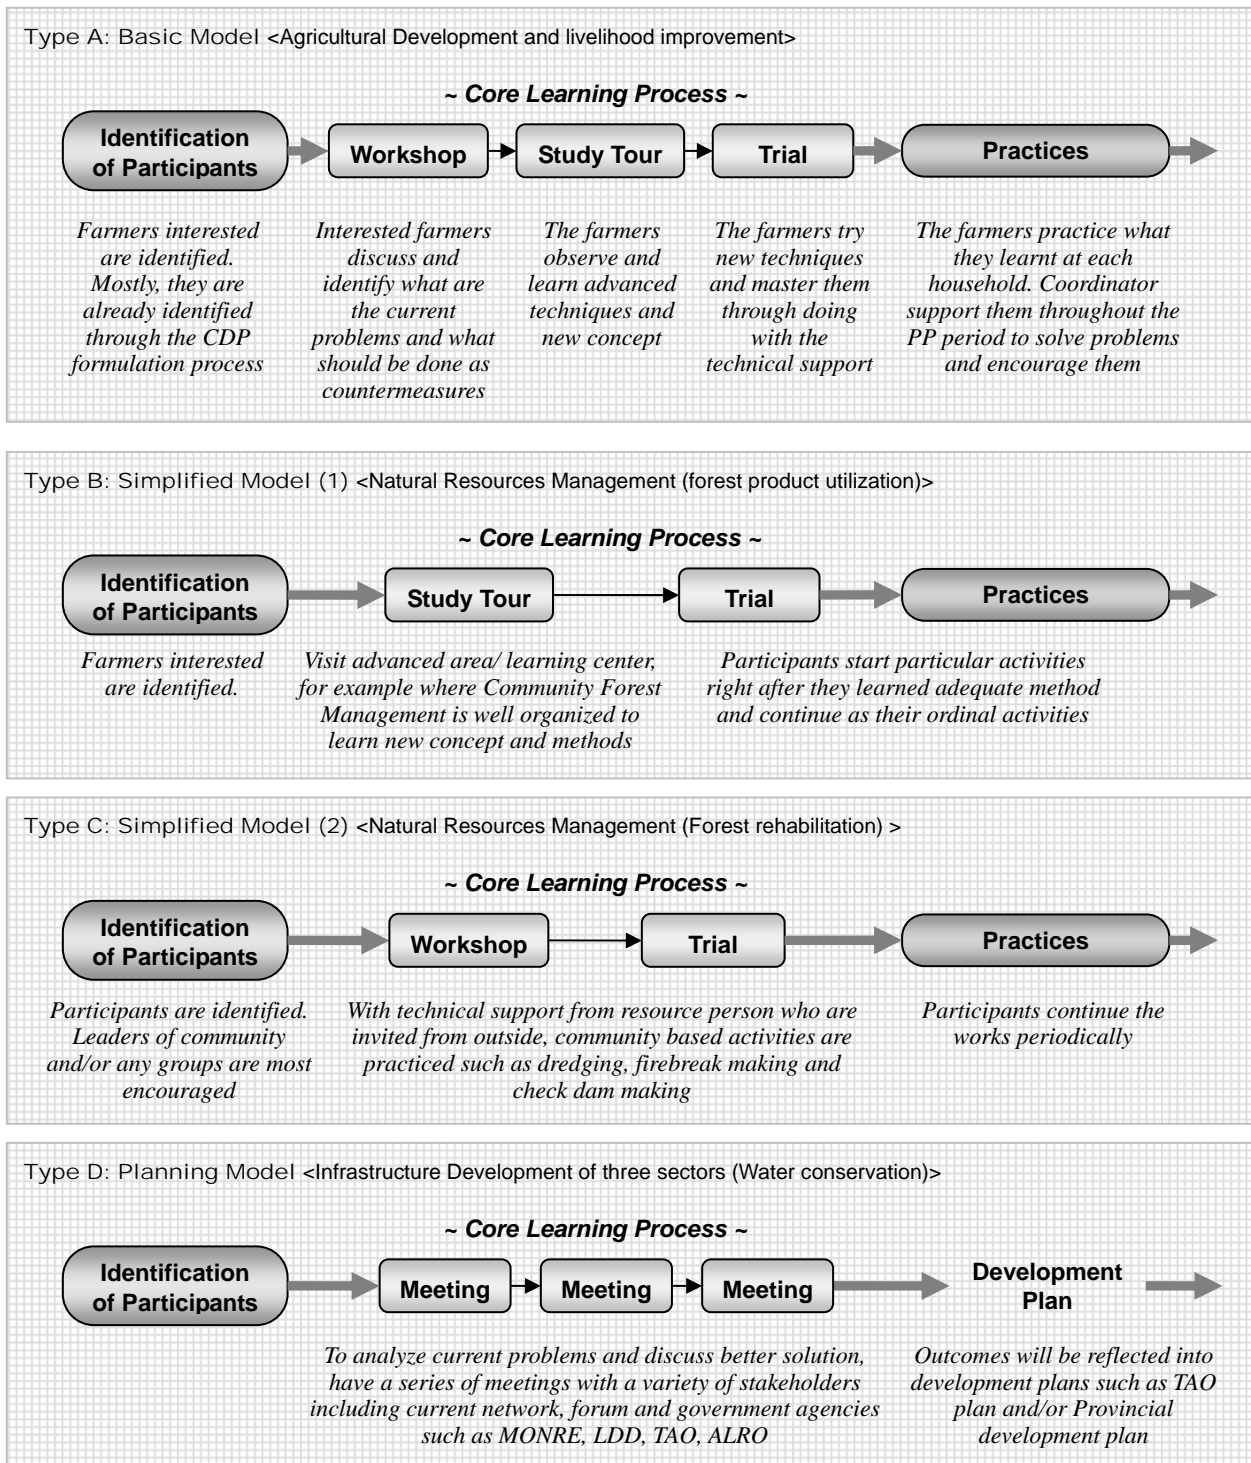 Type A: Basic Model <Agricultural Development and livelihood improvement>
~ Core Learning Process ~
Identification
of Participants
Workshop
Study Tour
Trial
Practices
Farmers interested
are identified.
Mostly, they are
already identified
through the CDP
formulation process
Interested farmers
discuss and
identify what are
the current
problems and what
should be done as
countermeasures
The farmers
observe and
learn advanced
techniques and
new concept
The farmers try
new techniques
and master them
through doing
with the
technical support
The farmers practice what
they learnt at each
household. Coordinator
support them throughout the
PP period to solve problems
and encourage them
Type B: Simplified Model (1) <Natural Resources Management (forest product utilization)>
~ Core Learning Process ~
Identification
of Participants
Study Tour
Trial
Practices
Farmers interested
are identified.
Visit advanced area/ learning center,
for example where Community Forest
Management is well organized to
learn new concept and methods
Participants start particular activities
right after they learned adequate method
and continue as their ordinal activities
Type C: Simplified Model (2) <Natural Resources Management (Forest rehabilitation) >
~ Core Learning Process ~
Identification
of Participants
Workshop
Trial
Practices
Participants are identified.
Leaders of community
and/or any groups are most
encouraged
With technical support from resource person who are
invited from outside, community based activities are
practiced such as dredging, firebreak making and
check dam making
Participants continue the
works periodically
Type D: Planning Model <Infrastructure Development of three sectors (Water conservation)>
~ Core Learning Process ~
Identification
of Participants
Meeting
Meeting
Meeting
Development
Plan
To analyze current problems and discuss better solution,
have a series of meetings with a variety of stakeholders
including current network, forum and government agencies
such as MONRE, LDD, TAO, ALRO
Outcomes will be reflected into
development plans such as TAO
plan and/or Provincial
development plan